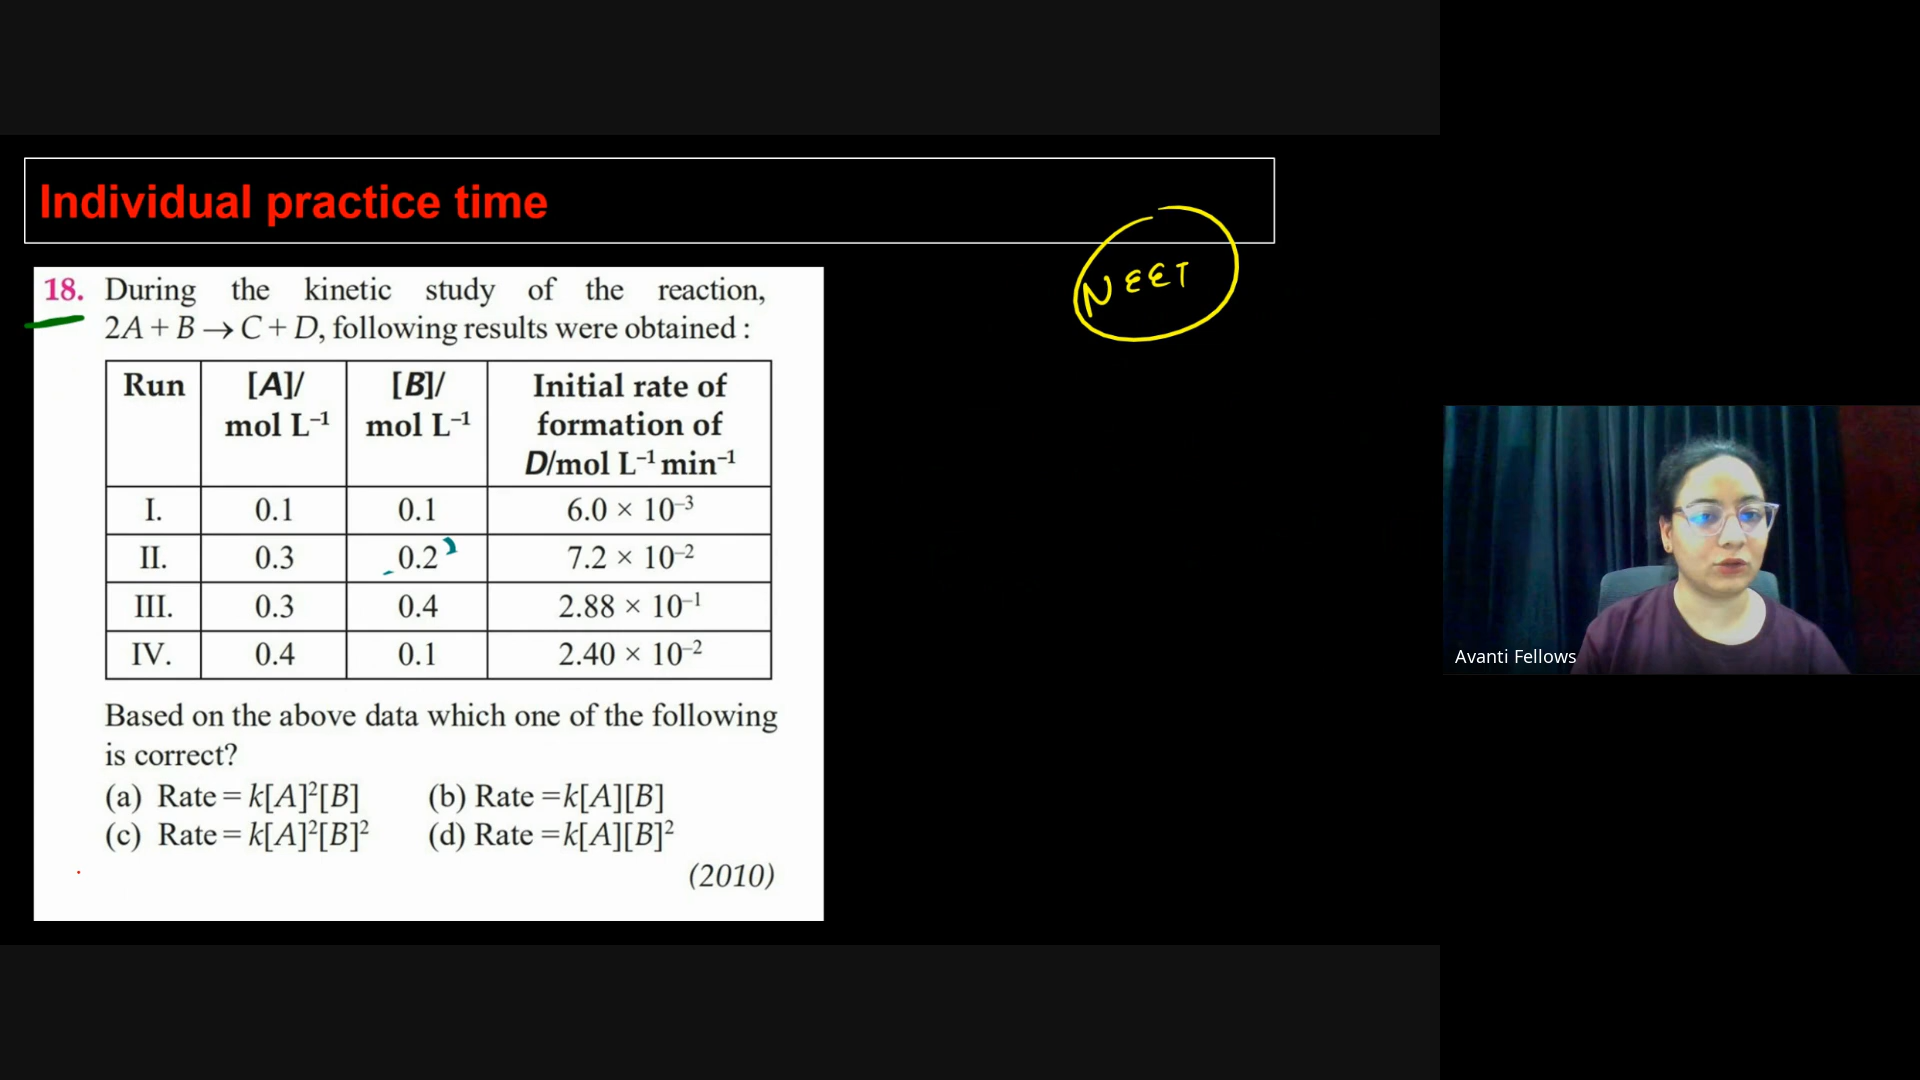 Individual practice time
NEET
18. During the kinetic study of the reaction,
2A + B → C + D, following results were obtained :
Run [A]/ mol L⁻¹ [B]/ mol L⁻¹ Initial rate of formation of D/mol L⁻¹ min⁻¹
I. 0.1 0.1 6.0 × 10⁻³
II. 0.3 0.2 7.2 × 10⁻²
III. 0.3 0.4 2.88 × 10⁻¹
IV. 0.4 0.1 2.40 × 10⁻²
Based on the above data which one of the following
is correct?
(a) Rate = k[A]²[B] (b) Rate =k[A][B]
(c) Rate = k[A]²[B]² (d) Rate =k[A][B]²
(2010)
Avanti Fellows